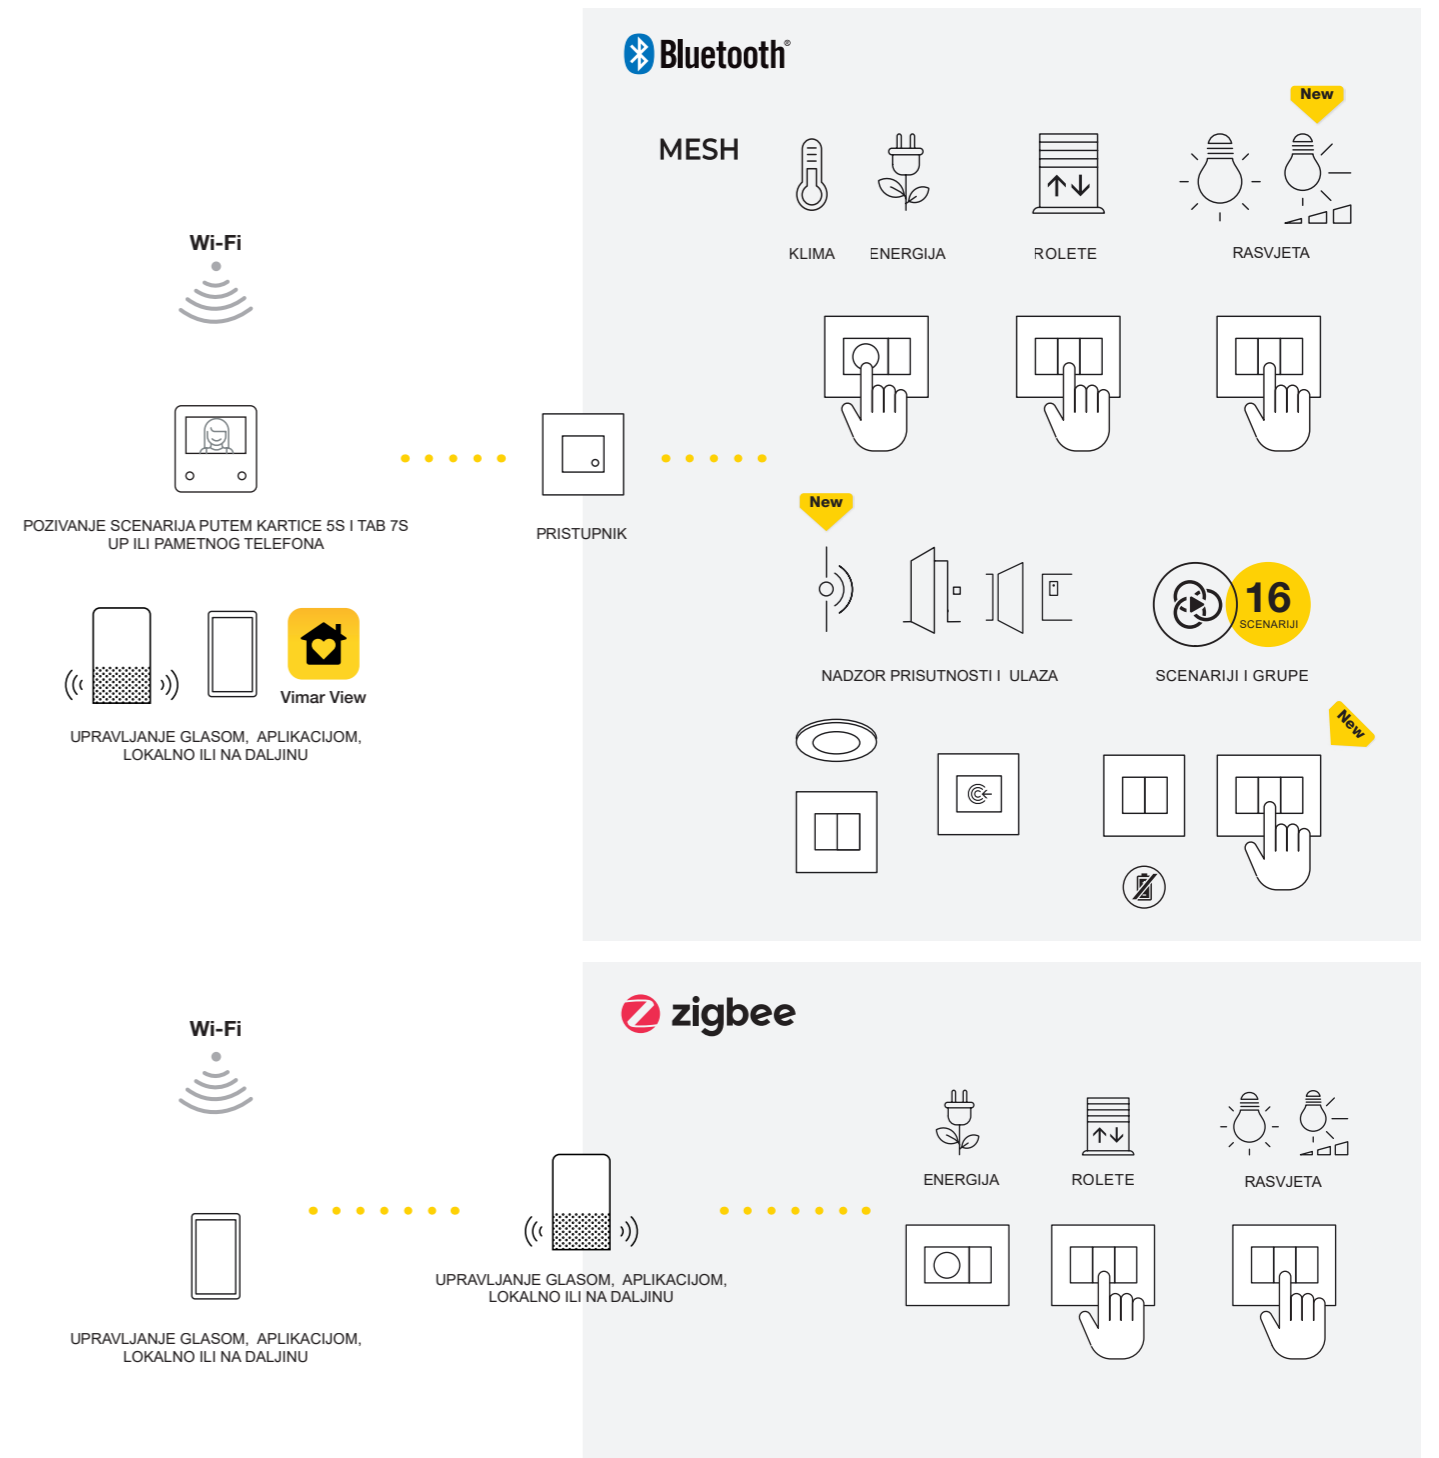 Bluetooth®
New
MESH
KLIMA
ENERGIJA
ROLETE
RASVJETA
Wi-Fi
POZIVANJE SCENARIJA PUTEM KARTICE 5S I TAB 7S
UP ILI PAMETNOG TELEFONA
PRISTUPNIK
New
NADZOR PRISUTNOSTI I ULAZA
16
SCENARIJI
SCENARIJI I GRUPE
Vimar View
UPRAVLJANJE GLASOM, APLIKACIJOM,
LOKALNO ILI NA DALJINU
New
zigbee
Wi-Fi
ENERGIJA
ROLETE
RASVJETA
UPRAVLJANJE GLASOM, APLIKACIJOM,
LOKALNO ILI NA DALJINU
UPRAVLJANJE GLASOM, APLIKACIJOM,
LOKALNO ILI NA DALJINU